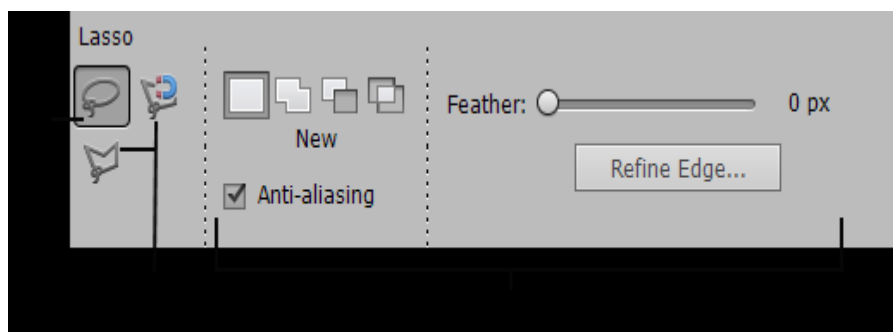 Lasso
New
Anti-aliasing
Feather: 0 px
Refine Edge...